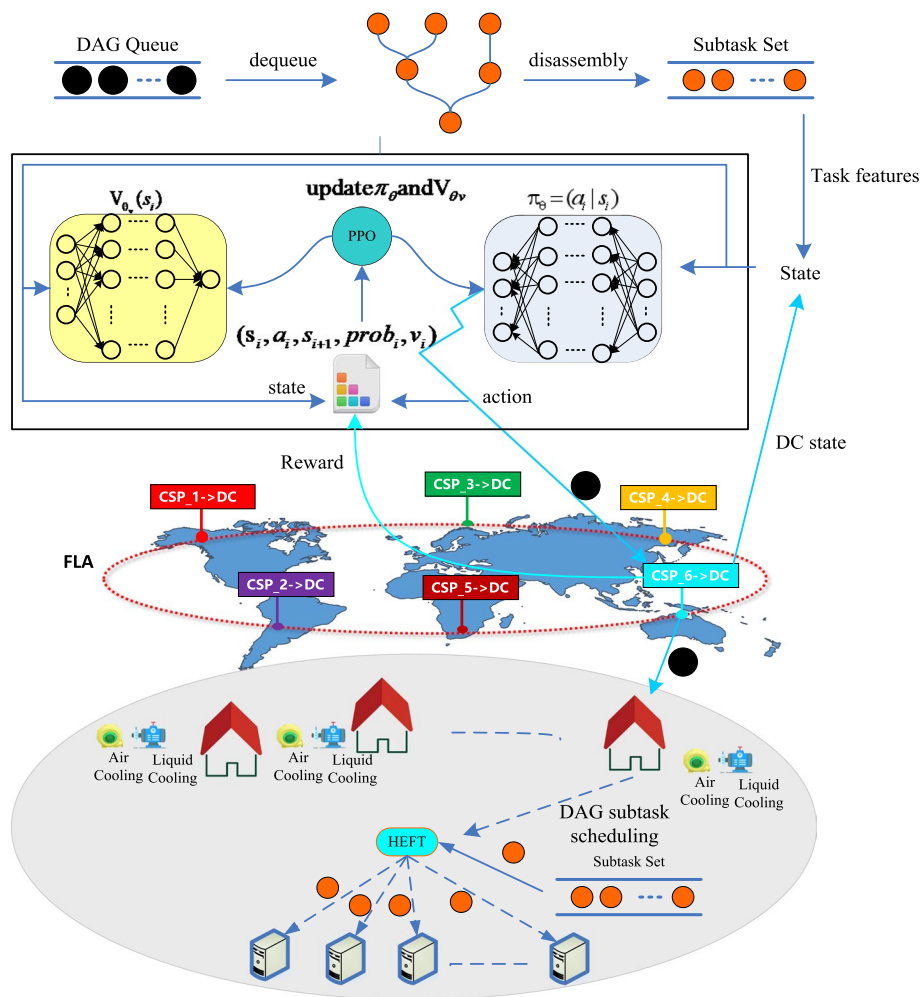 DAG Queue
dequeue
disassembly
Subtask Set
Task features
V_{θ_v}(s_i)
update π_θ and V_{θv}
PPO
π_θ = (a_i | s_i)
State
(s_i, a_i, s_{i+1}, prob_i, v_i)
state
action
Reward
DC state
CSP_1->DC
CSP_3->DC
CSP_4->DC
FLA
CSP_2->DC
CSP_5->DC
CSP_6->DC
Air
Cooling
Liquid
Cooling
Air
Cooling
Liquid
Cooling
Air
Cooling
Liquid
Cooling
DAG subtask
scheduling
HEFT
Subtask Set